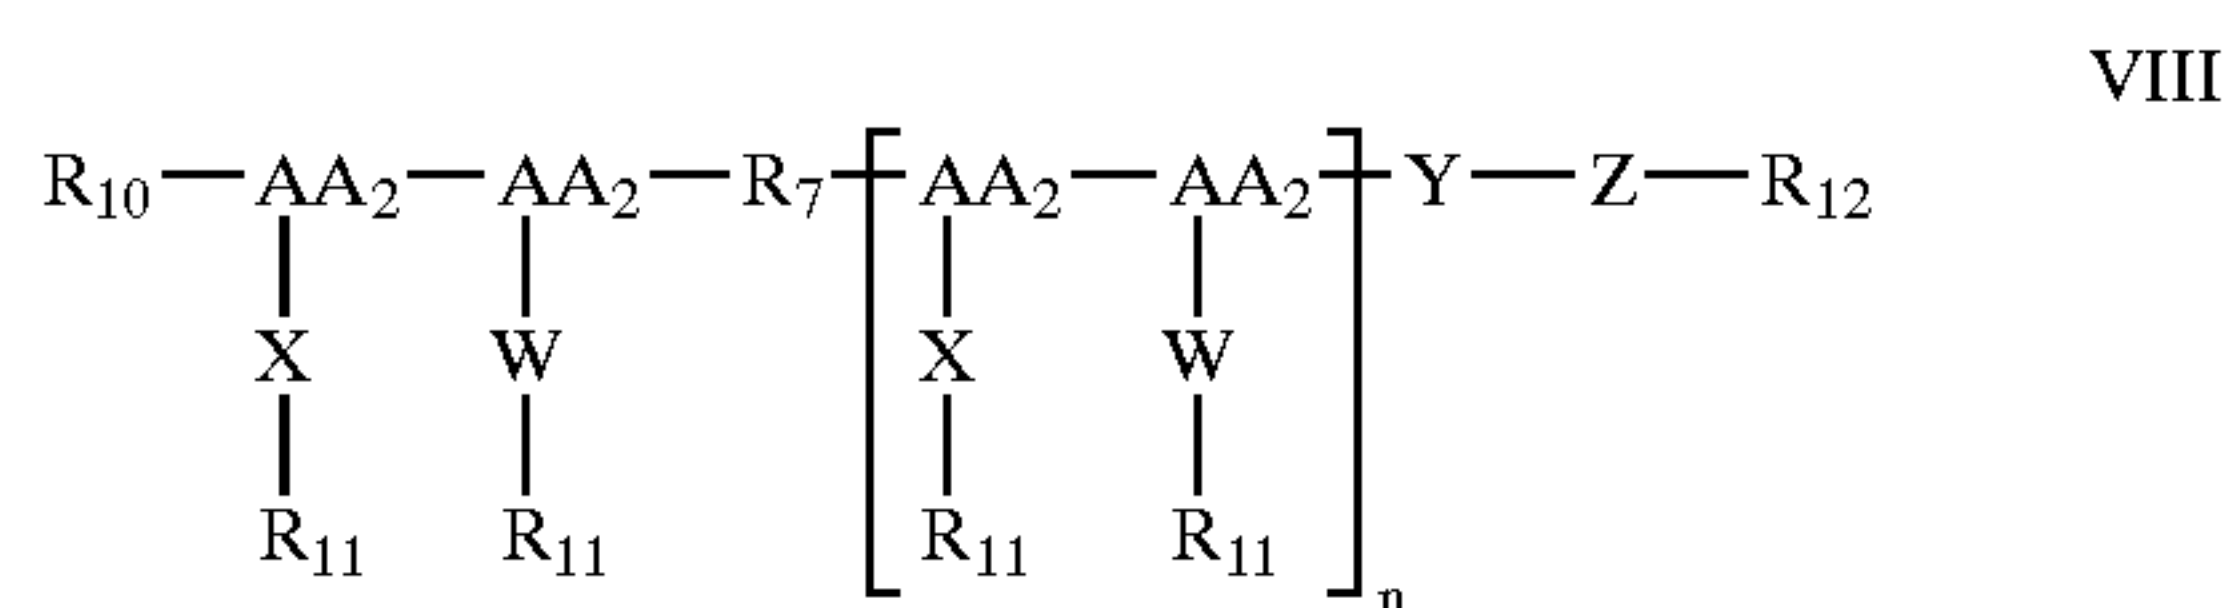 VIII
R10—AA2—AA2—R7—[AA2—AA2]—Y—Z—R12
X W X W
R11 R11 R11 R11
n